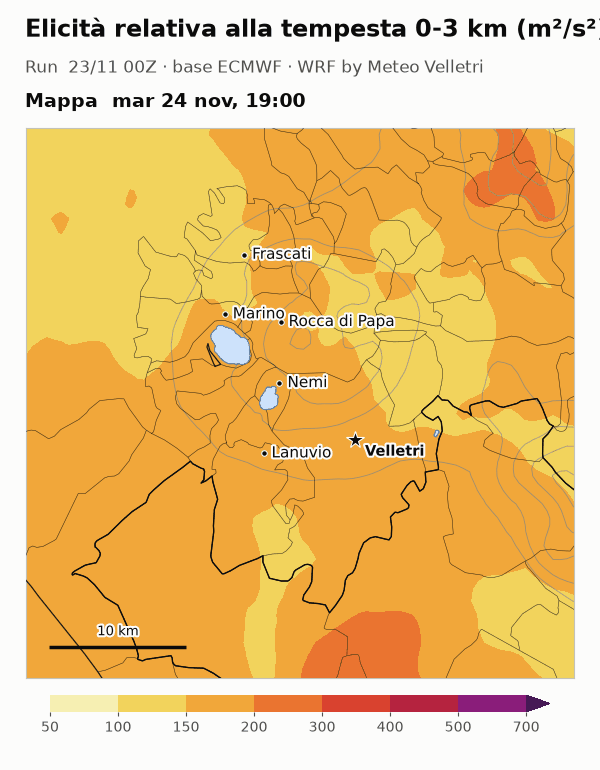 Elicità relativa alla tempesta 0-3 km (m²/s²)
Run  23/11 00Z · base ECMWF · WRF by Meteo Velletri
Mappa  mar 24 nov, 19:00
Frascati
Marino
Rocca di Papa
Nemi
Velletri
Lanuvio
10 km
50 100 150 200 300 400 500 700